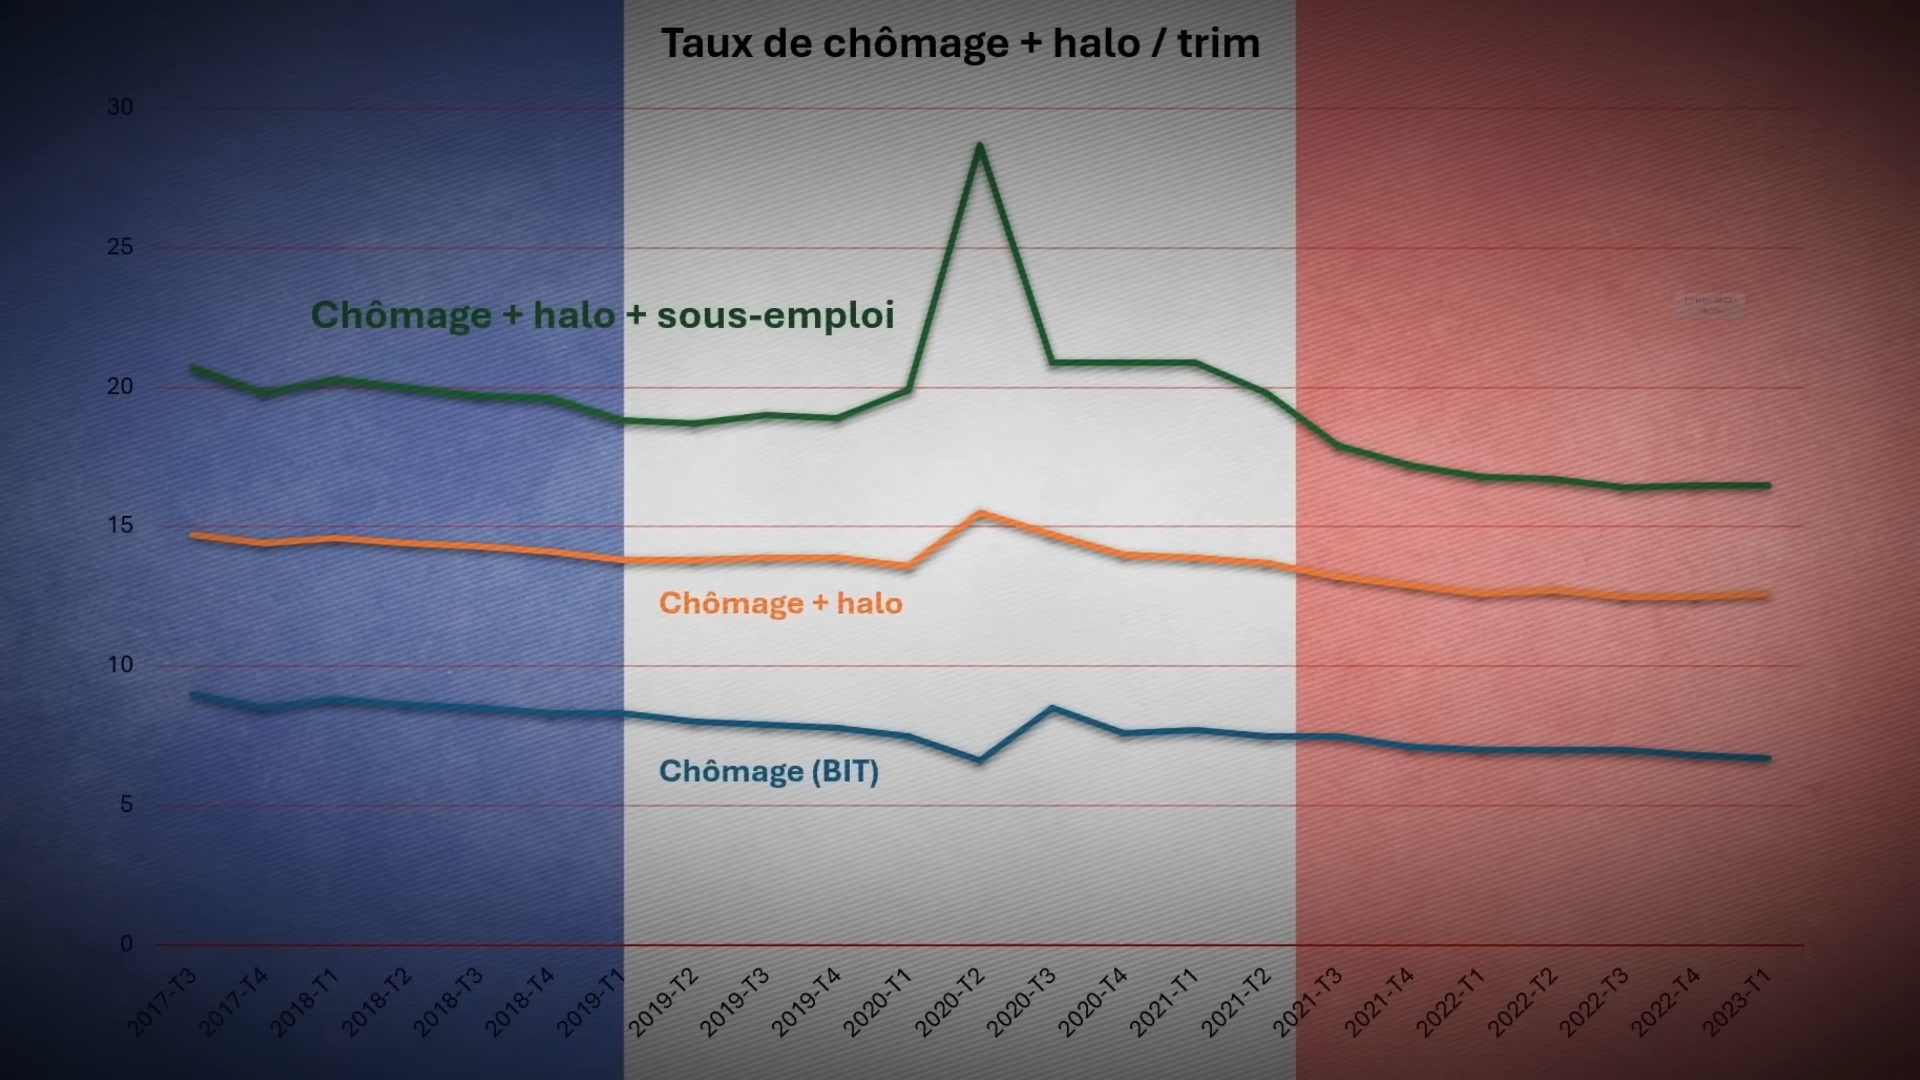 Taux de chômage + halo / trim
30
25
Chômage + halo + sous-emploi
20
15
Chômage + halo
10
Chômage (BIT)
5
0
2017-T3
2017-T4
2018-T1
2018-T2
2018-T3
2018-T4
2019-T1
2019-T2
2019-T3
2019-T4
2020-T1
2020-T2
2020-T3
2020-T4
2021-T1
2021-T2
2021-T3
2021-T4
2022-T1
2022-T2
2022-T3
2022-T4
2023-T1